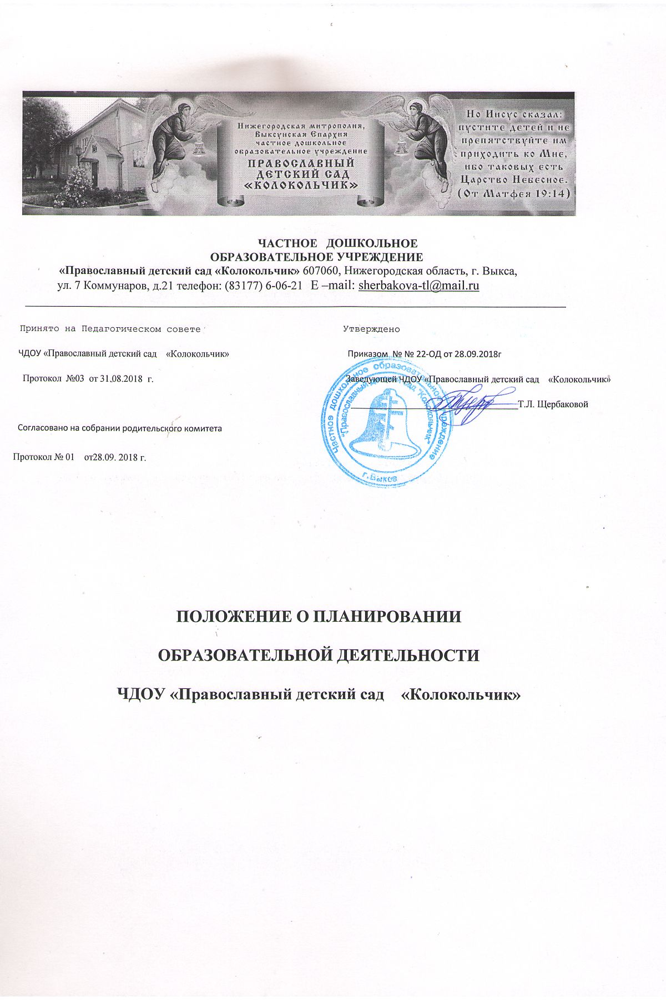 Нижегородская митрополия,
Выксунская Епархия
частное дошкольное
образовательное учреждение
ПРАВОСЛАВНЫЙ
ДЕТСКИЙ САД
«КОЛОКОЛЬЧИК»
Но Иисус сказал:
пустите детей и не
препятствуйте им
приходить ко Мне,
ибо таковых есть
Царство Небесное.
(От Матфея 19:14)
ЧАСТНОЕ ДОШКОЛЬНОЕ
ОБРАЗОВАТЕЛЬНОЕ УЧРЕЖДЕНИЕ
«Православный детский сад «Колокольчик» 607060, Нижегородская область, г. Выкса,
ул. 7 Коммунаров, д.21 телефон: (83177) 6-06-21 E –mail: sherbakova-tl@mail.ru
Принято на Педагогическом совете
ЧДОУ «Православный детский сад «Колокольчик»
Протокол №03 от 31,08.2018 г.
Согласовано на собрании родительского комитета
Протокол № 01 от28.09. 2018 г.
Утверждено
Приказом № № 22-ОД от 28.09.2018г
Заведующей ЧДОУ «Православный детский сад «Колокольчик»
Т.Л. Щербаковой
Частное дошкольное образовательное учреждение
"Православный детский сад "Колокольчик"
г.Выкса
ПОЛОЖЕНИЕ О ПЛАНИРОВАНИИ
ОБРАЗОВАТЕЛЬНОЙ ДЕЯТЕЛЬНОСТИ
ЧДОУ «Православный детский сад «Колокольчик»